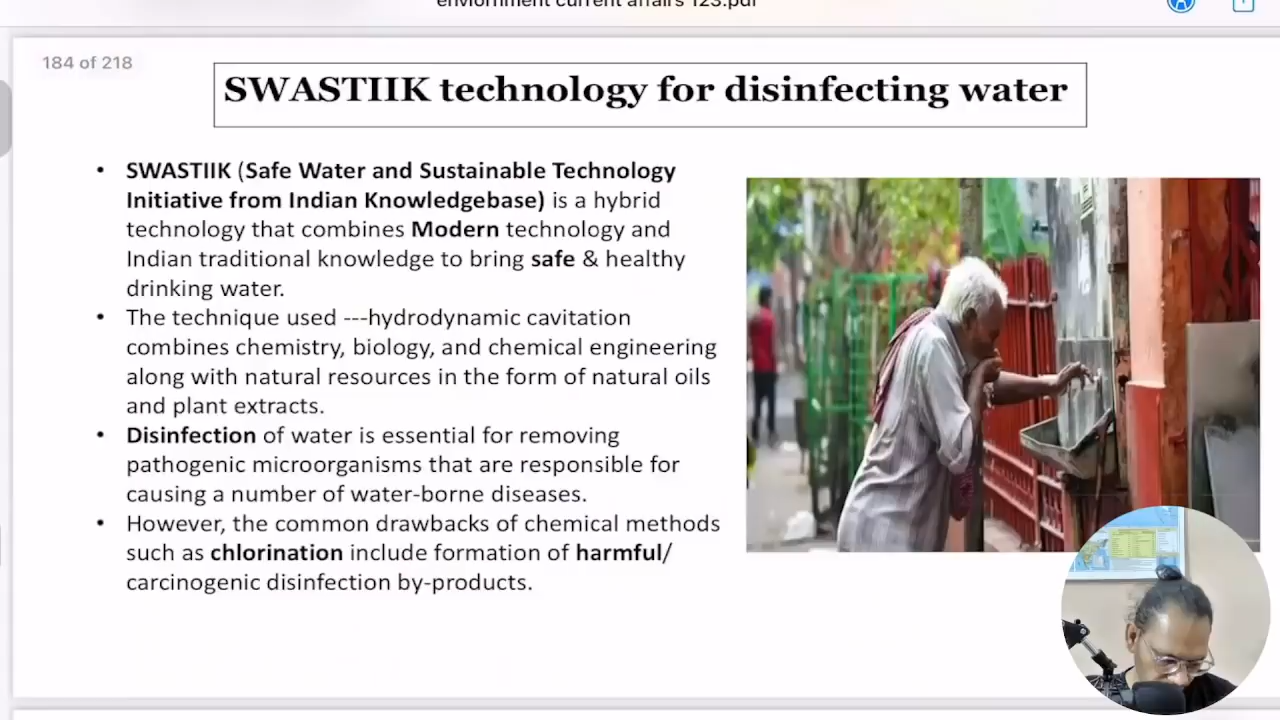 enviornment current affairs 123.pdf
184 of 218
SWASTIIK technology for disinfecting water
• SWASTIIK (Safe Water and Sustainable Technology
Initiative from Indian Knowledgebase) is a hybrid
technology that combines Modern technology and
Indian traditional knowledge to bring safe & healthy
drinking water.
• The technique used ---hydrodynamic cavitation
combines chemistry, biology, and chemical engineering
along with natural resources in the form of natural oils
and plant extracts.
• Disinfection of water is essential for removing
pathogenic microorganisms that are responsible for
causing a number of water-borne diseases.
• However, the common drawbacks of chemical methods
such as chlorination include formation of harmful/
carcinogenic disinfection by-products.